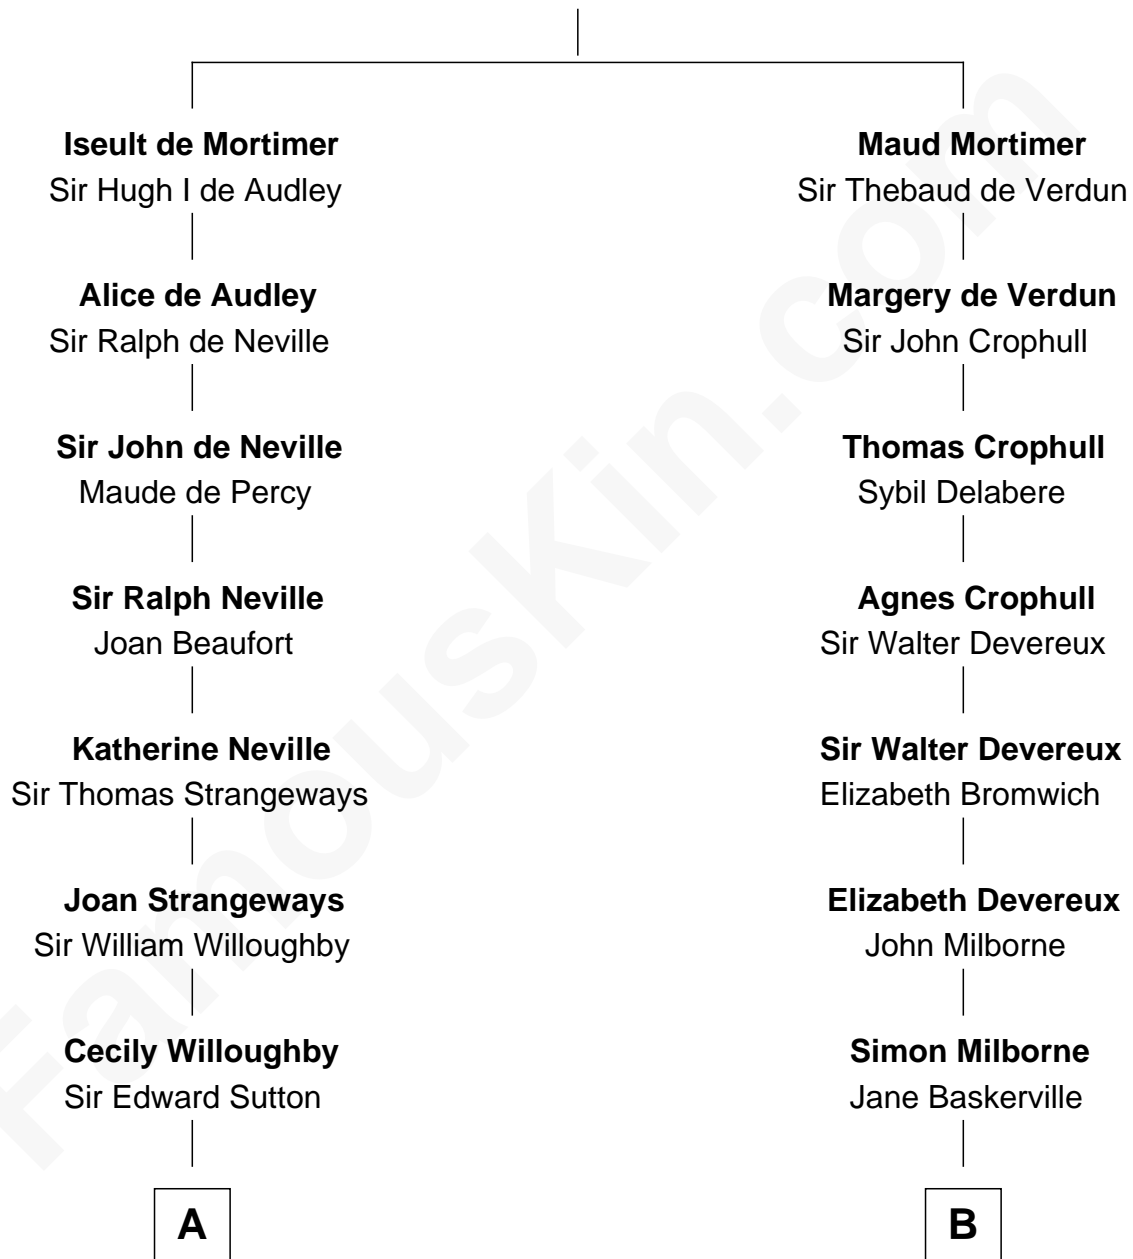 Iseult de Mortimer
Sir Hugh I de Audley
Alice de Audley
Sir Ralph de Neville
Sir John de Neville
Maude de Percy
Sir Ralph Neville
Joan Beaufort
Katherine Neville
Sir Thomas Strangeways
Joan Strangeways
Sir William Willoughby
Cecily Willoughby
Sir Edward Sutton
A
Maud Mortimer
Sir Thebaud de Verdun
Margery de Verdun
Sir John Crophull
Thomas Crophull
Sybil Delabere
Agnes Crophull
Sir Walter Devereux
Sir Walter Devereux
Elizabeth Bromwich
Elizabeth Devereux
John Milborne
Simon Milborne
Jane Baskerville
B
FamousKin.com